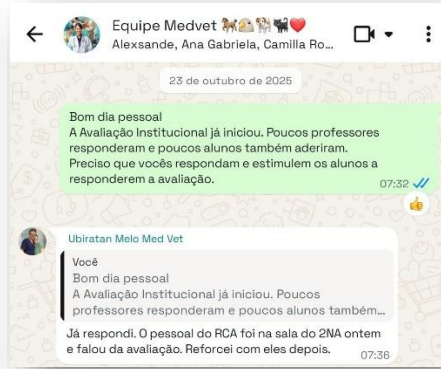 Equipe Medvet 🐕🐴🐶🐈‍⬛❤️
Alexsande, Ana Gabriela, Camilla Ro...
23 de outubro de 2025
Bom dia pessoal
A Avaliação Institucional já iniciou. Poucos professores
responderam e poucos alunos também aderiram.
Preciso que vocês respondam e estimulem os alunos a
responderem a avaliação.
07:32
Ubiratan Melo Med Vet
Você
Bom dia pessoal
A Avaliação Institucional já iniciou. Poucos
professores responderam e poucos alunos também...
Já respondi. O pessoal do RCA foi na sala do 2NA ontem
e falou da avaliação. Reforcei com eles depois.
07:36